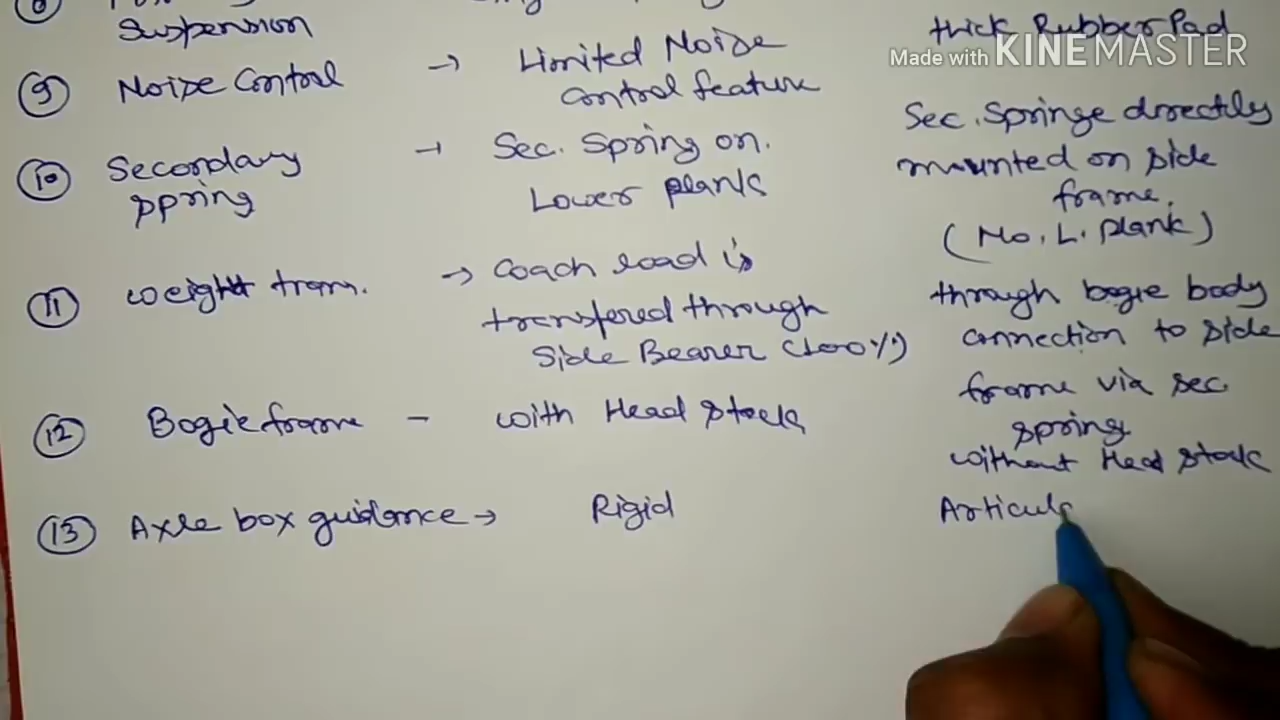 8
Suspension
thick Rubber Pad
Made with KINEMASTER
9 Noise Control → Limited Noise
control feature
10 Secondary → Sec. Spring on.
spring Lower plank
Sec. Springe directly
mounted on side
frame.
(No. L. plank)
11 weight tran. → Coach load is
transfered through
Side Bearer (100%)
through bogie body
connection to side
frame via sec.
spring
12 Bogie frame - with Head stock
without Head stock
13 Axle box guidance → Rigid Articula